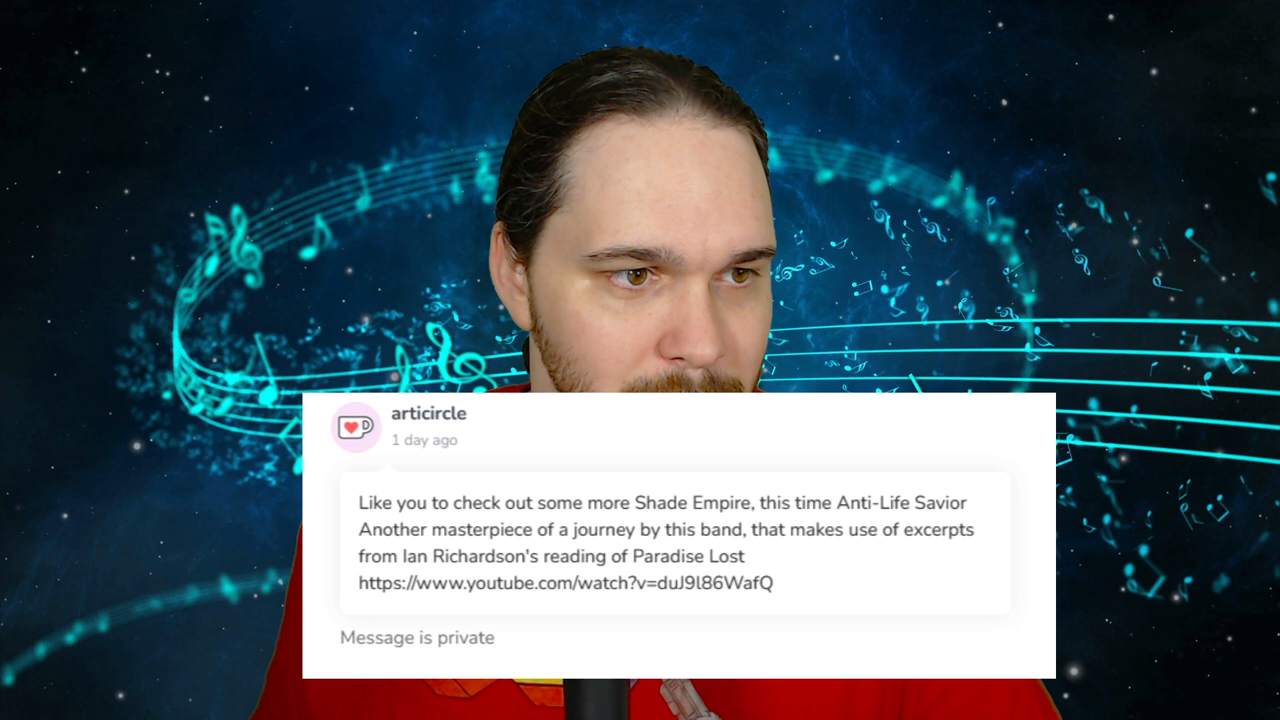 articircle
1 day ago
Like you to check out some more Shade Empire, this time Anti-Life Savior
Another masterpiece of a journey by this band, that makes use of excerpts
from Ian Richardson's reading of Paradise Lost
https://www.youtube.com/watch?v=duJ9l86WafQ
Message is private